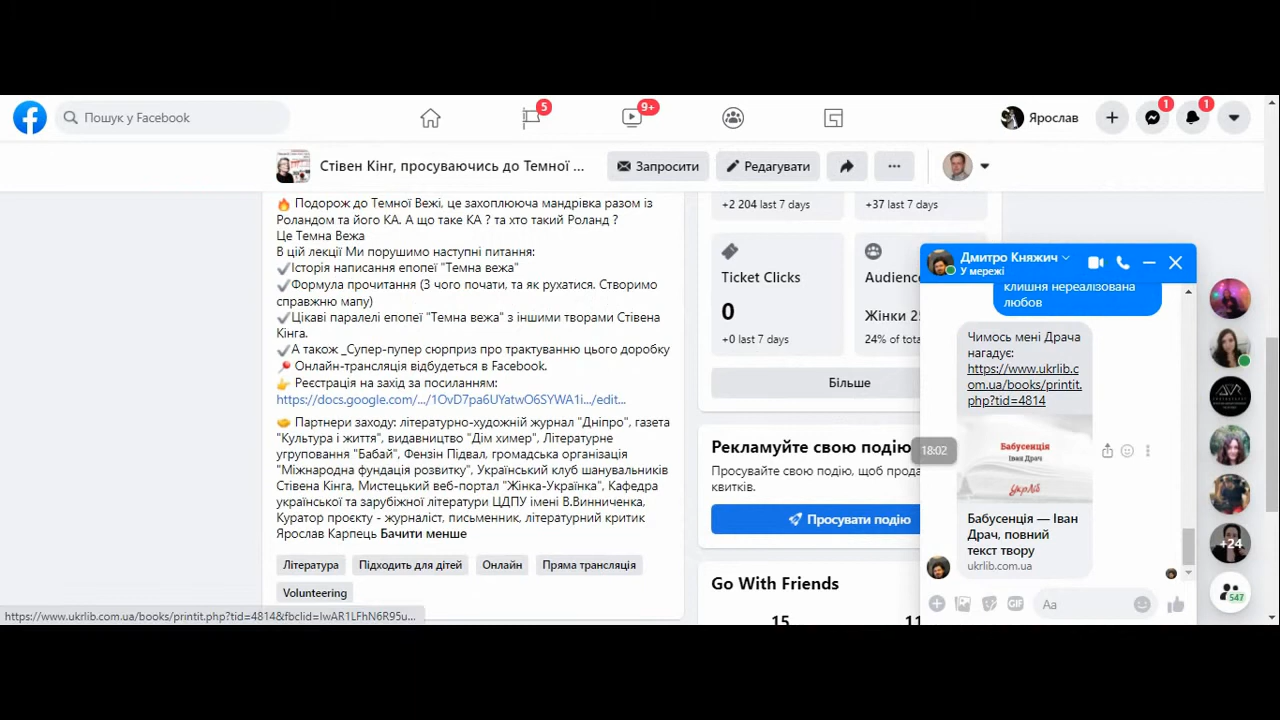 Пошук у Facebook
5
9+
Ярослав
1
1
Стівен Кінг, просуваючись до Темної ...
Запросити
Редагувати
🔥 Подорож до Темної Вежі, це захоплююча мандрівка разом із
Роландом та його КА. А що таке КА ? та хто такий Роланд ?
Це Темна Вежа
В цій лекції Ми порушимо наступні питання:
✔Історія написання епопеї "Темна вежа"
✔Формула прочитання (З чого почати, та як рухатися. Створимо
справжню мапу)
✔Цікаві паралелі епопеї "Темна вежа" з іншими творами Стівена
Кінга.
✔А також _Супер-пупер сюрприз про трактуванню цього доробку
📍 Онлайн-трансляція відбудеться в Facebook.
👉 Реєстрація на захід за посиланням:
https://docs.google.com/.../1OvD7pa6UYatwO6SYWA1i.../edit...
🤝 Партнери заходу: літературно-художній журнал "Дніпро", газета
"Культура і життя", видавництво "Дім химер", Літературне
угруповання "Бабай", Фензін Підвал, громадська організація
"Міжнародна фундація розвитку", Український клуб шанувальників
Стівена Кінга, Мистецький веб-портал "Жінка-Українка", Кафедра
української та зарубіжної літератури ЦДПУ імені В.Винниченка,
Куратор проєкту - журналіст, письменник, літературний критик
Ярослав Карпець Бачити менше
Література
Підходить для дітей
Онлайн
Пряма трансляція
Volunteering
https://www.ukrlib.com.ua/books/printit.php?tid=4814&fbclid=IwAR1LFhN6R95u...
+2 204 last 7 days
+37 last 7 days
Ticket Clicks
0
+0 last 7 days
Audience
Жінки 25
24% of tota
Більше
Рекламуйте свою подію
Просувайте свою подію, щоб прода
квитків.
Просувати подію
Go With Friends
15
11
Дмитро Княжич
У мережі
клишня нереалізована
любов
Чимось мені Драча
нагадує:
https://www.ukrlib.c
om.ua/books/printit.
php?tid=4814
18:02
Бабусенція
Іван Драч
УкрЛіб
Бабусенція — Іван
Драч, повний
текст твору
ukrlib.com.ua
GIF
Aa
+24
547